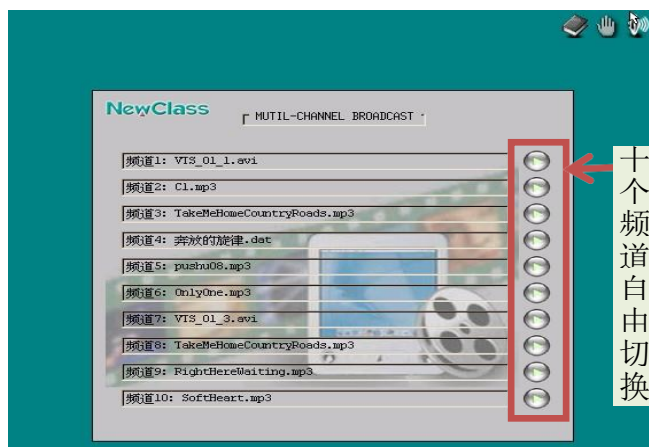 NewClass
MUTIL-CHANNEL BROADCAST
频道1: VTS_01_1.avi
频道2: C1.mp3
频道3: TakeMeHomeCountryRoads.mp3
频道4: 奔放的旋律.dat
频道5: pushu08.mp3
频道6: OnlyOne.mp3
频道7: VTS_01_3.avi
频道8: TakeMeHomeCountryRoads.mp3
频道9: RightHereWaiting.mp3
频道10: SoftHeart.mp3
十个频道自由切换